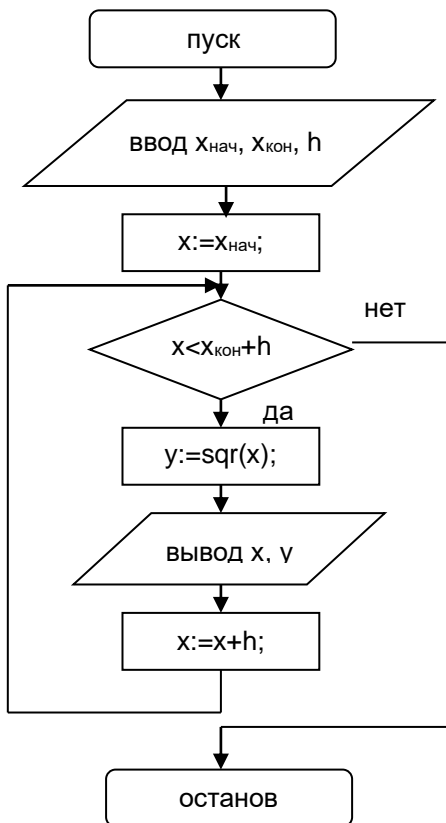 пуск
ввод xнач, xкон, h
x:=xнач;
x<xкон+h
нет
да
y:=sqr(x);
вывод x, y
x:=x+h;
останов